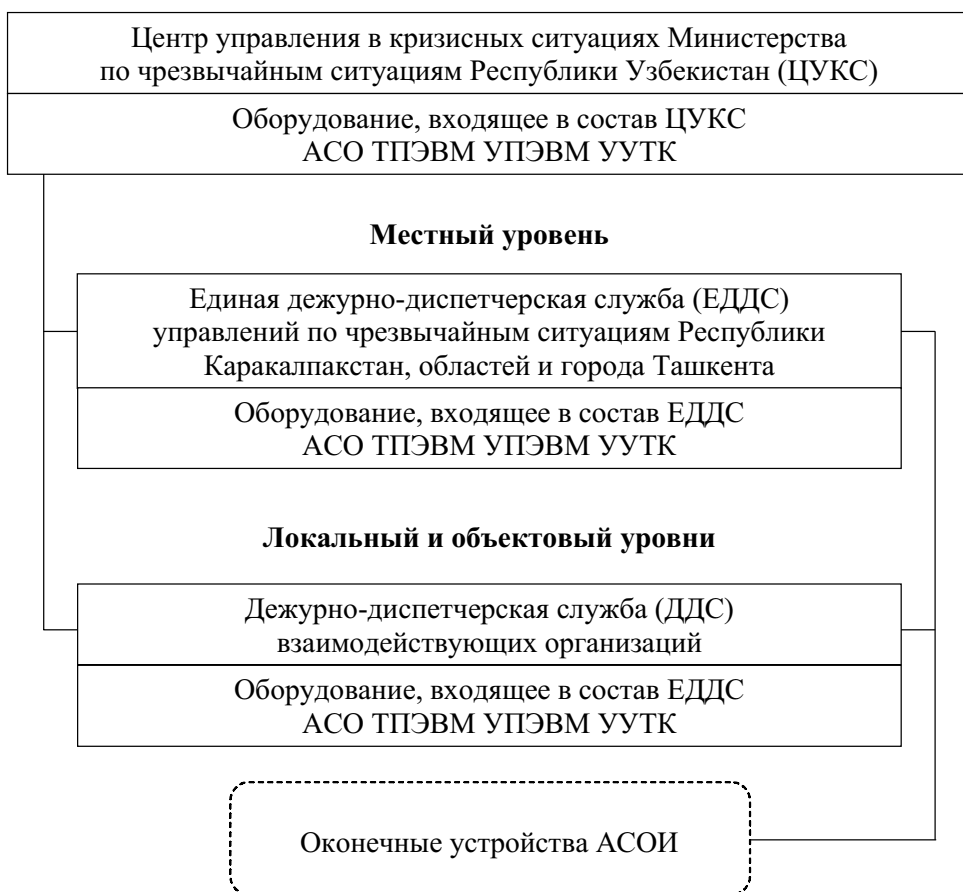 Центр управления в кризисных ситуациях Министерства
по чрезвычайным ситуациям Республики Узбекистан (ЦУКС)
Оборудование, входящее в состав ЦУКС
АСО ТПЭВМ УПЭВМ УУТК
Местный уровень
Единая дежурно-диспетчерская служба (ЕДДС)
управлений по чрезвычайным ситуациям Республики
Каракалпакстан, областей и города Ташкента
Оборудование, входящее в состав ЕДДС
АСО ТПЭВМ УПЭВМ УУТК
Локальный и объектовый уровни
Дежурно-диспетчерская служба (ДДС)
взаимодействующих организаций
Оборудование, входящее в состав ЕДДС
АСО ТПЭВМ УПЭВМ УУТК
Оконечные устройства АСОИ